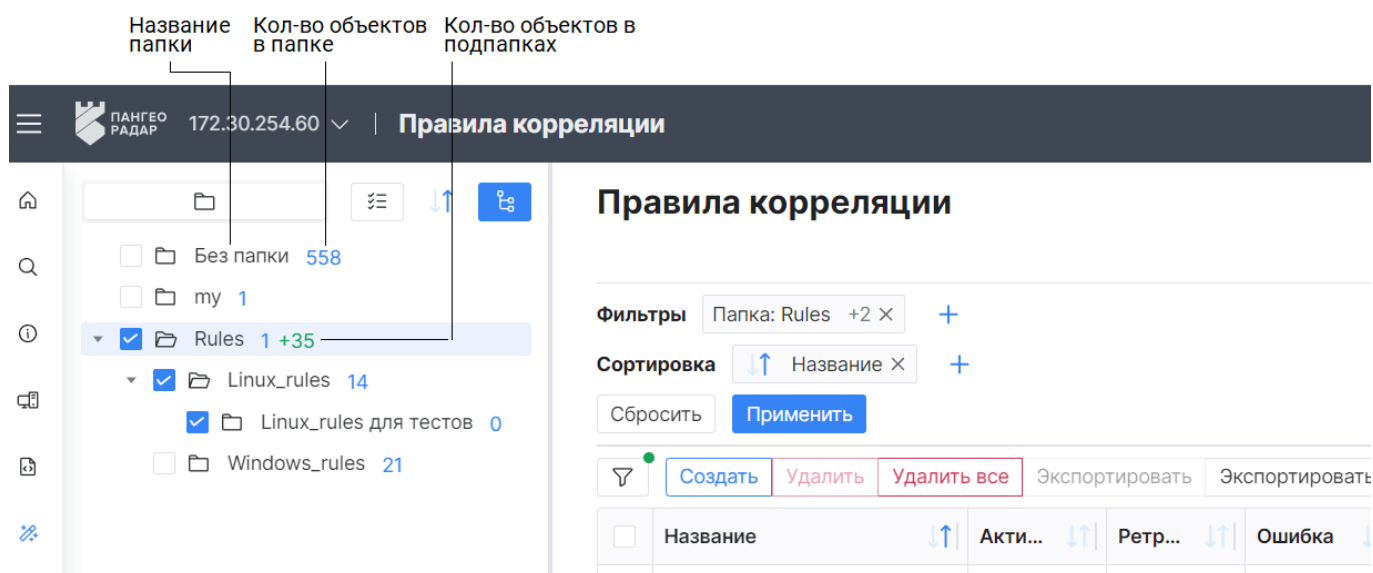 Название Кол-во объектов Кол-во объектов в
папки в папке подпапках
ПАНГЕО
РАДАР 172.30.254.60 Правила корреляции
Правила корреляции
Без папки 558
my 1
Rules 1 +35
Linux_rules 14
Linux_rules для тестов 0
Windows_rules 21
Фильтры Папка: Rules +2
Сортировка Название
Сбросить Применить
Создать Удалить Удалить все Экспортировать Экспортировать
Название Акти... Ретр... Ошибка